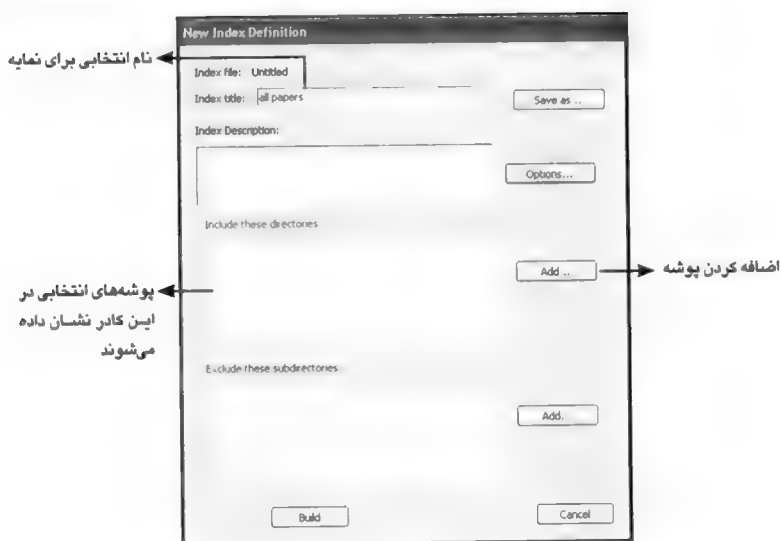 New Index Definition
نام انتخابی برای نمایه
Index file: Untitled
Index title: all papers
Save as ..
Index Description:
Options...
Include these directories
Add ..
اضافه کردن پوشه
پوشه‌های انتخابی در
این کادر نشان داده
می‌شوند
Exclude these subdirectories
Add.
Build
Cancel